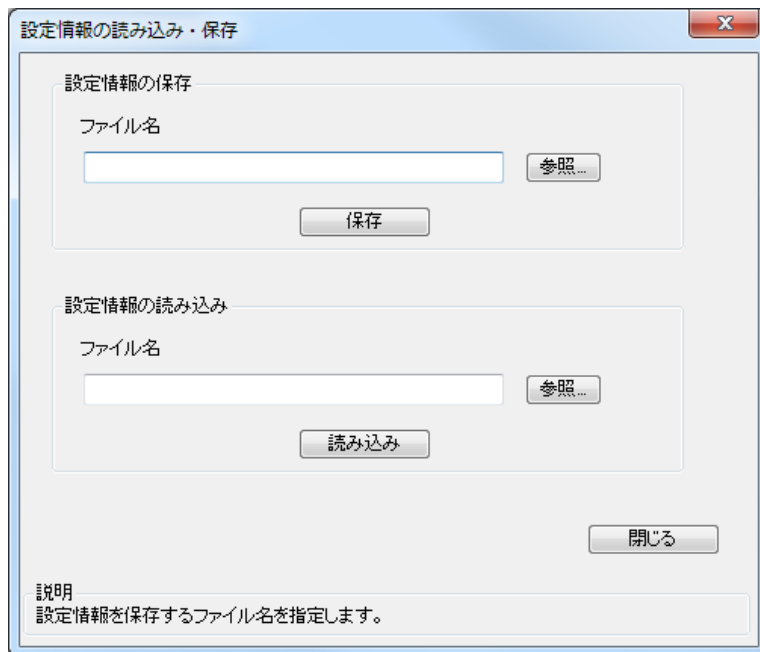 設定情報の読み込み・保存
設定情報の保存
ファイル名
参照...
保存
設定情報の読み込み
ファイル名
参照...
読み込み
閉じる
説明
設定情報を保存するファイル名を指定します。